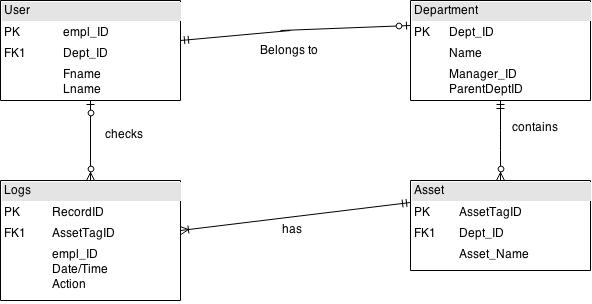 User
PK empl_ID
FK1 Dept_ID
Fname
Lname
Belongs to
Department
PK Dept_ID
Name
Manager_ID
ParentDeptID
checks
contains
Logs
PK RecordID
FK1 AssetTagID
empl_ID
Date/Time
Action
has
Asset
PK AssetTagID
FK1 Dept_ID
Asset_Name